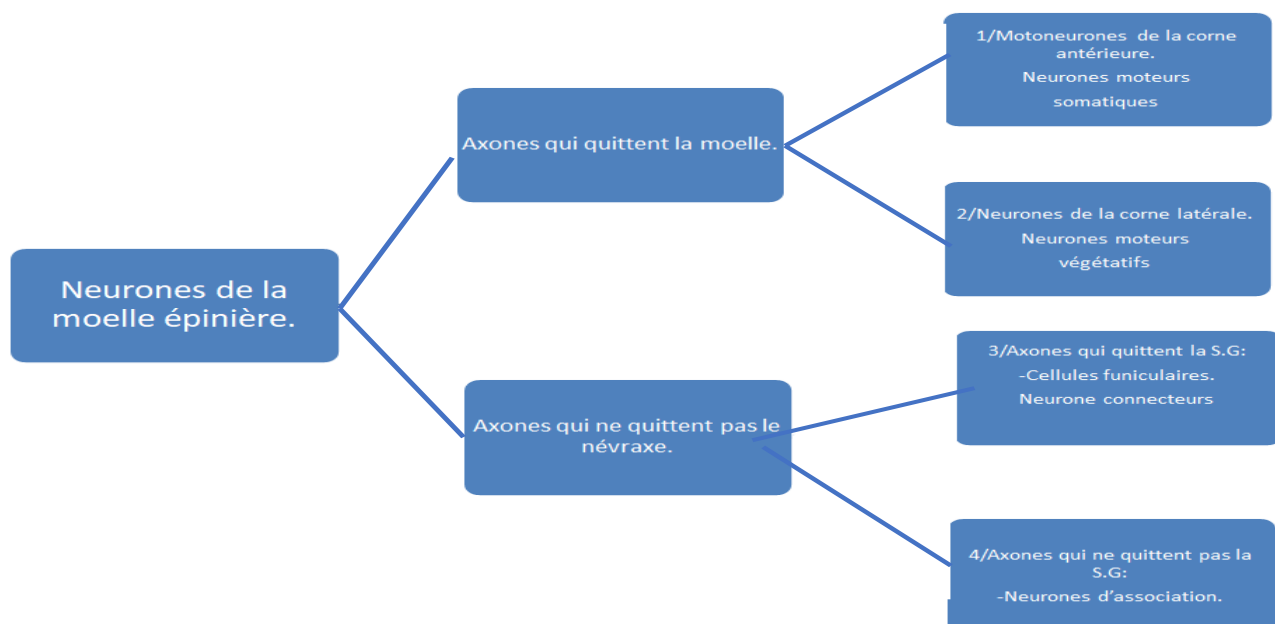 Neurones de la
moelle épinière.
Axones qui quittent la moelle.
1/Motoneurones de la corne
antérieure.
Neurones moteurs
somatiques
2/Neurones de la corne latérale.
Neurones moteurs
végétatifs
Axones qui ne quittent pas le
névraxe.
3/Axones qui quittent la S.G:
-Cellules funiculaires.
Neurone connecteurs
4/Axones qui ne quittent pas la
S.G:
-Neurones d’association.